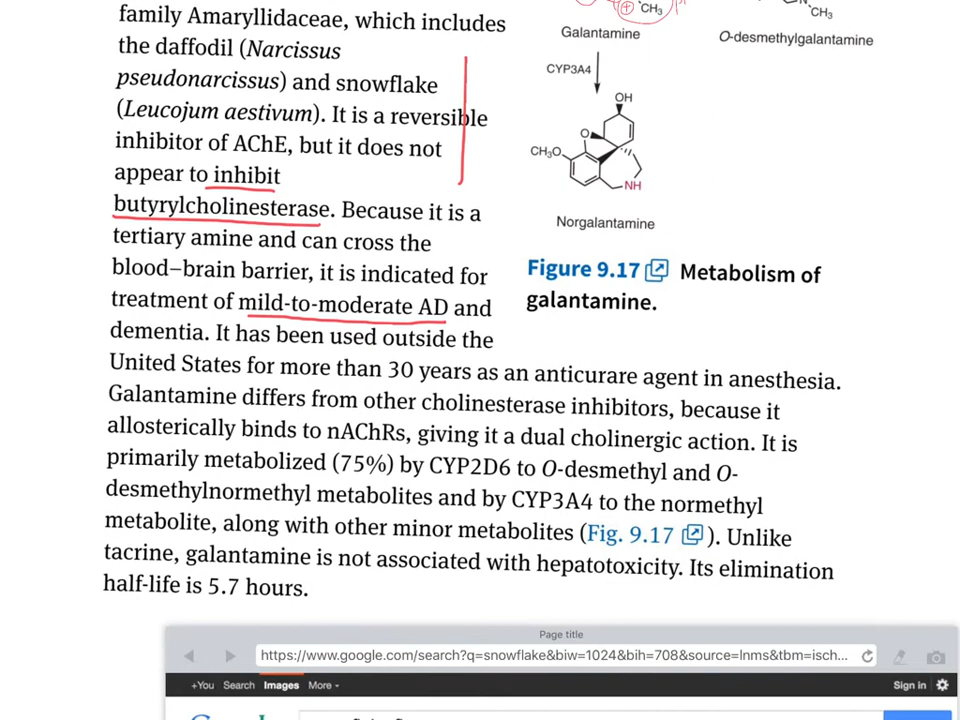 family Amaryllidaceae, which includes
the daffodil (Narcissus
pseudonarcissus) and snowflake
(Leucojum aestivum). It is a reversible
inhibitor of AChE, but it does not
appear to inhibit
butyrylcholinesterase. Because it is a
tertiary amine and can cross the
blood–brain barrier, it is indicated for
treatment of mild-to-moderate AD and
dementia. It has been used outside the
United States for more than 30 years as an anticurare agent in anesthesia.
Galantamine differs from other cholinesterase inhibitors, because it
allosterically binds to nAChRs, giving it a dual cholinergic action. It is
primarily metabolized (75%) by CYP2D6 to O-desmethyl and O-
desmethylnormethyl metabolites and by CYP3A4 to the normethyl
metabolite, along with other minor metabolites (Fig. 9.17). Unlike
tacrine, galantamine is not associated with hepatotoxicity. Its elimination
half-life is 5.7 hours.
⊕ CH3
CH3
Galantamine
O-desmethylgalantamine
CYP3A4
OH
O
CH3O
NH
Norgalantamine
Figure 9.17 Metabolism of
galantamine.
Page title
https://www.google.com/search?q=snowflake&biw=1024&bih=708&source=lnms&tbm=isch...
+You Search Images More
Sign in